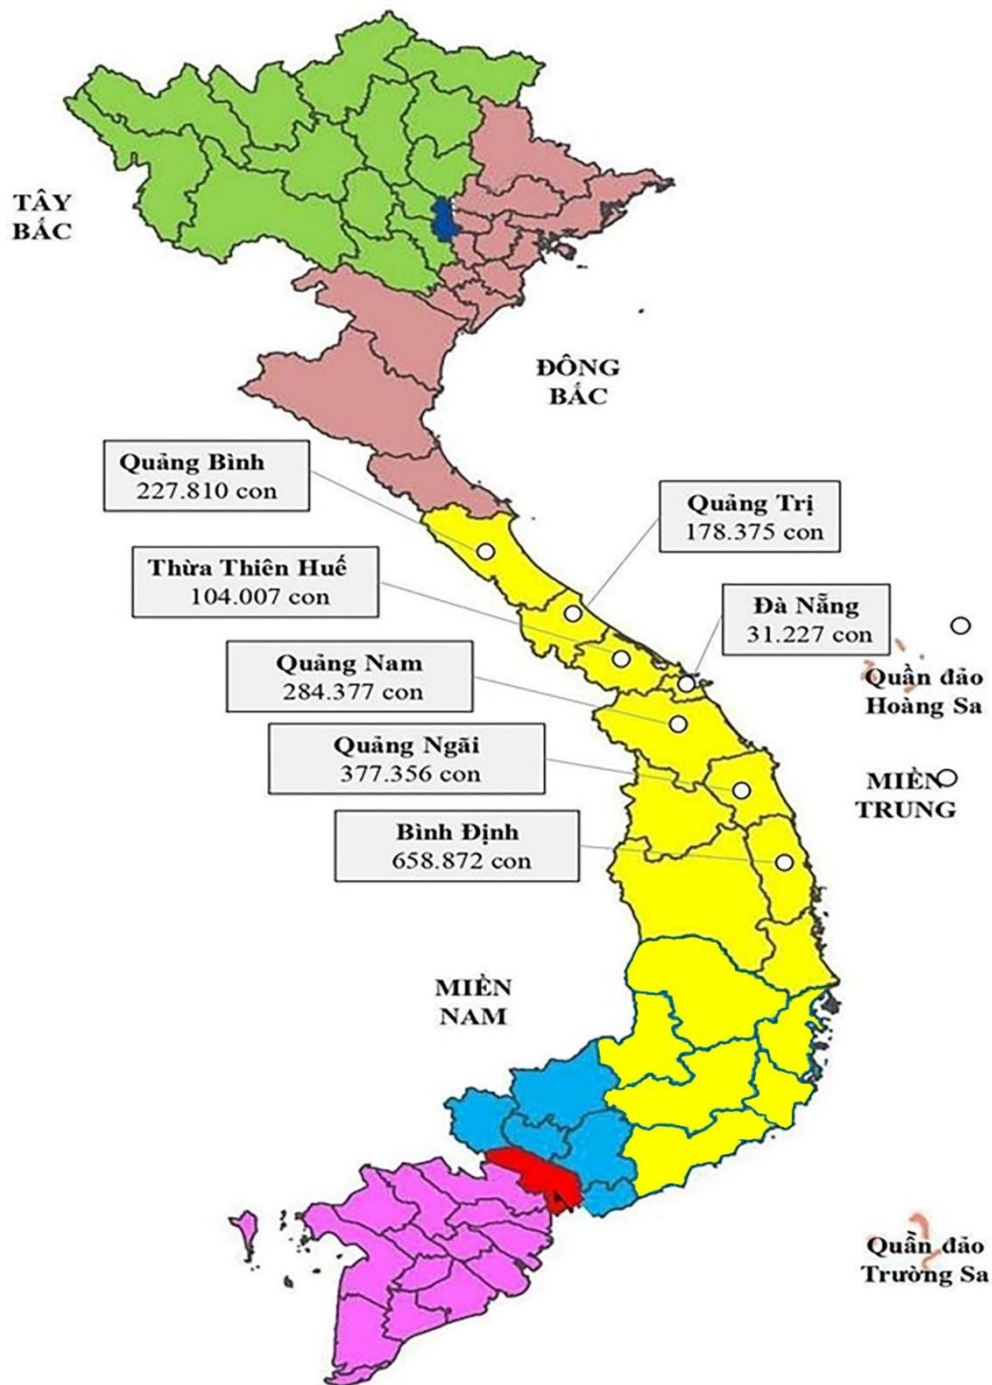 TÂY
BẮC
ĐÔNG
BẮC
Quảng Bình
227.810 con
Quảng Trị
178.375 con
Thừa Thiên Huế
104.007 con
Đà Nẵng
31.227 con
Quảng Nam
284.377 con
Quần đảo
Hoàng Sa
Quảng Ngãi
377.356 con
MIỀN
TRUNG
Bình Định
658.872 con
MIỀN
NAM
Quần đảo
Trường Sa